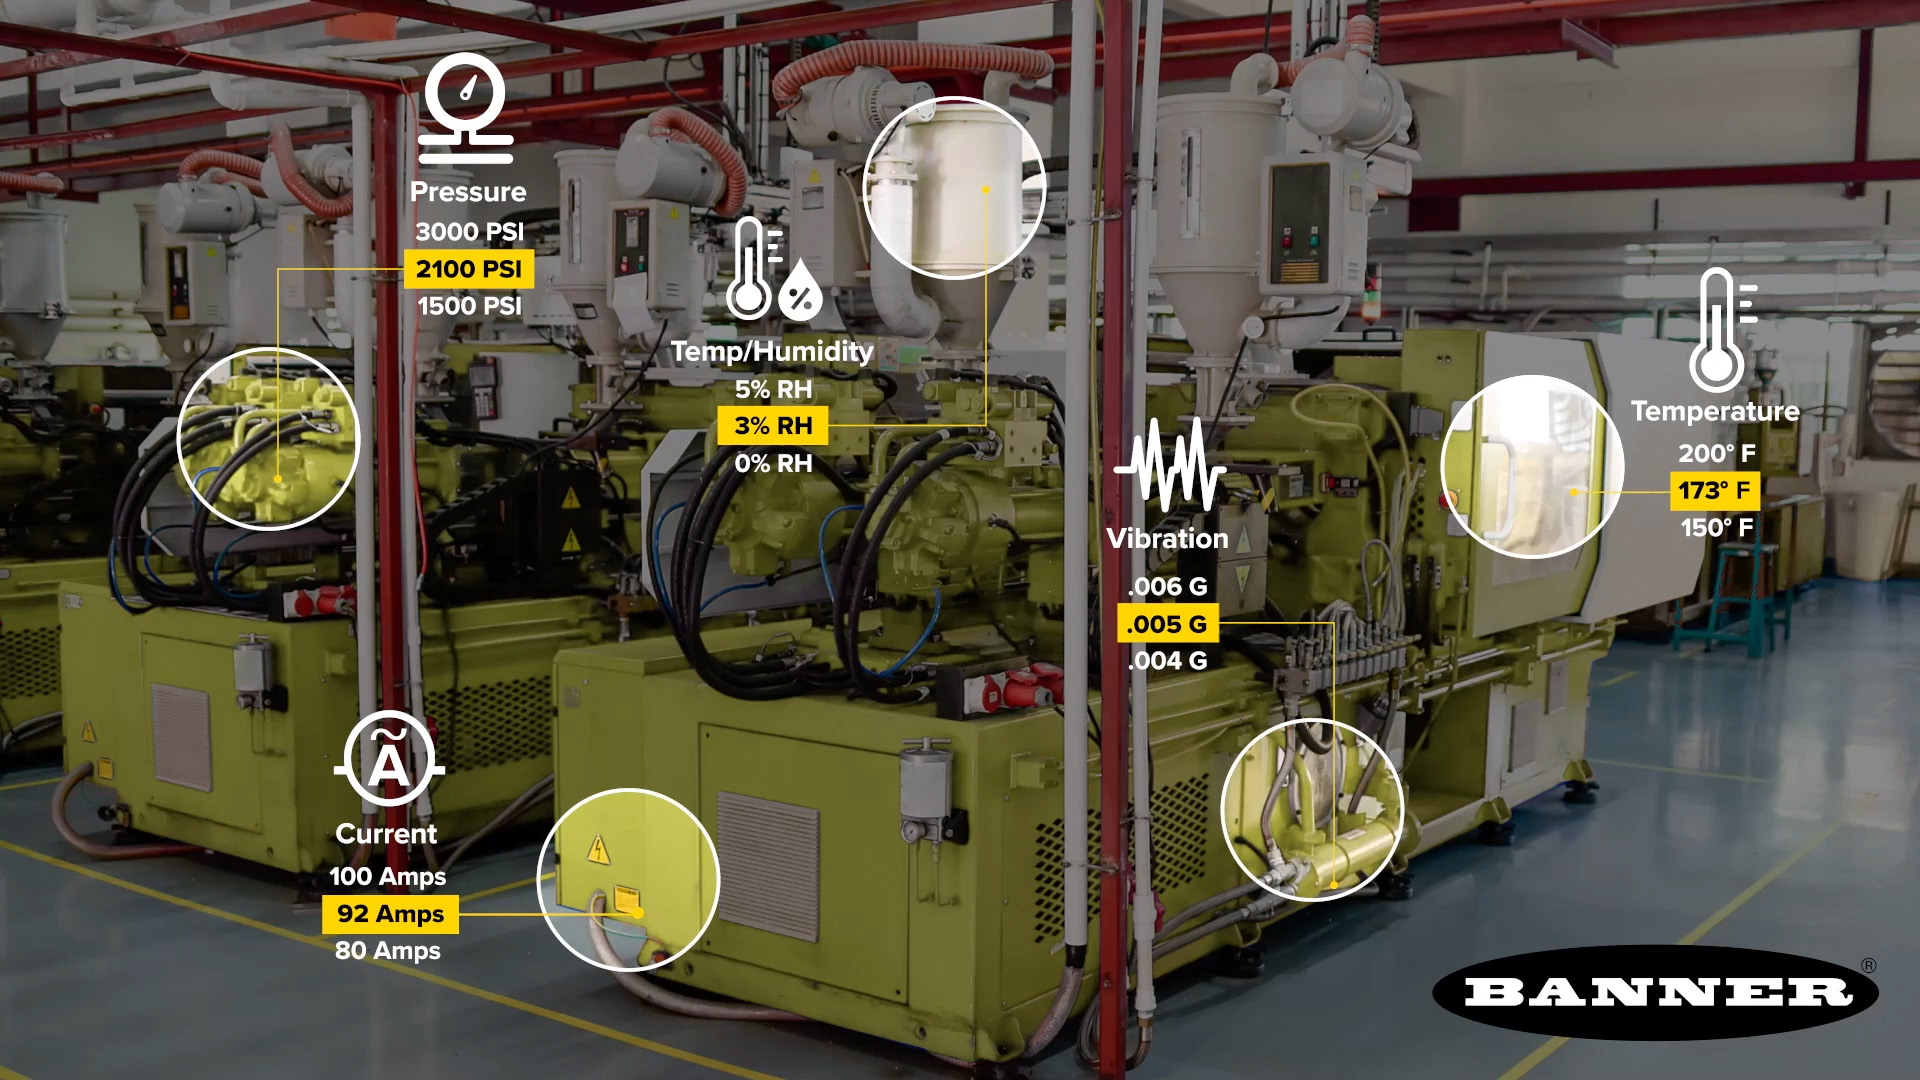 Pressure
3000 PSI
2100 PSI
1500 PSI
Temp/Humidity
5% RH
3% RH
0% RH
Temperature
200° F
173° F
150° F
Vibration
.006 G
.005 G
.004 G
Ã
Current
100 Amps
92 Amps
80 Amps
BANNER®